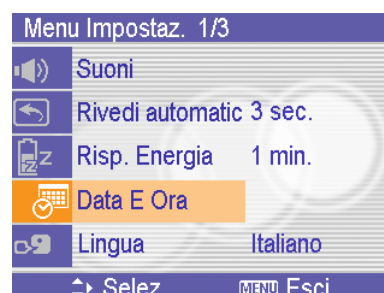 Menu Impostaz. 1/3
Suoni
Rivedi automatic 3 sec.
Risp. Energia 1 min.
Data E Ora
Lingua Italiano
Selez MENU Esci